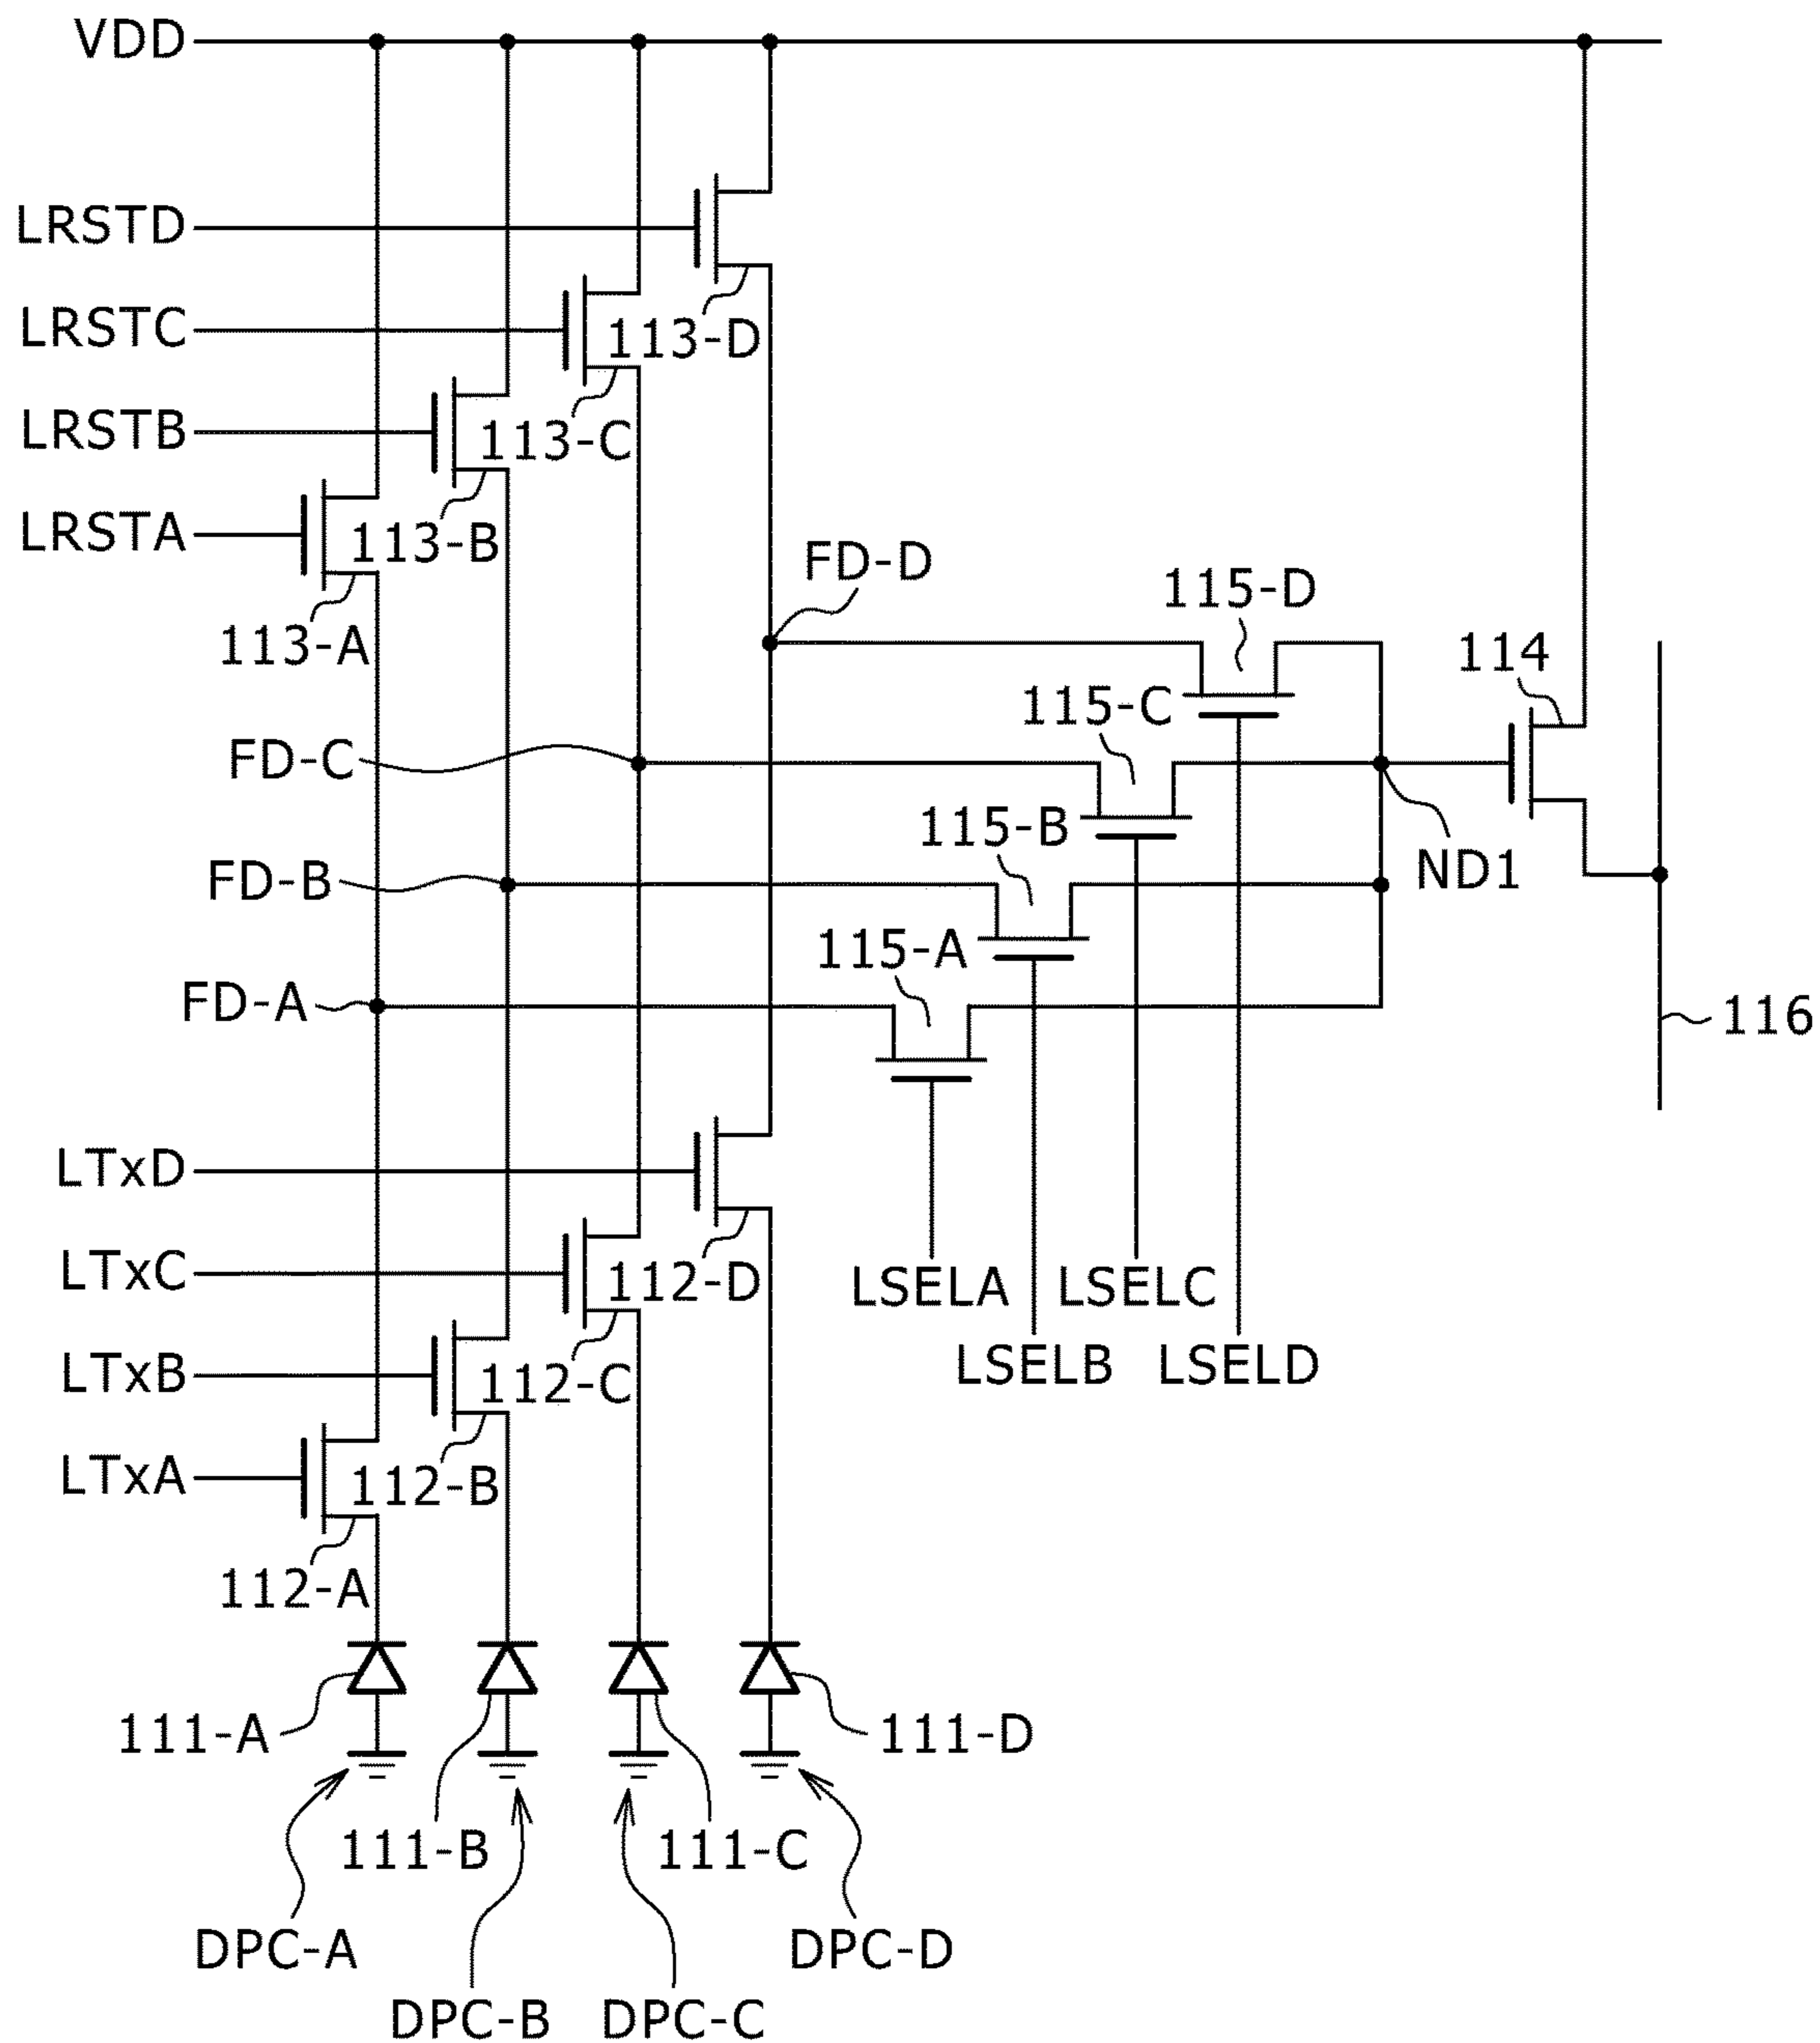 VDD
LRSTD
LRSTC
113-D
LRSTB
113-C
LRSTA
113-B
FD-D
115-D
113-A
114
115-C
FD-C
115-B
ND1
FD-B
115-A
FD-A
116
LTxD
LTxC
112-D
LSELA
LSELC
LTxB
112-C
LSELB
LSELD
LTxA
112-B
112-A
111-A
111-D
111-B
111-C
DPC-A
DPC-D
DPC-B
DPC-C